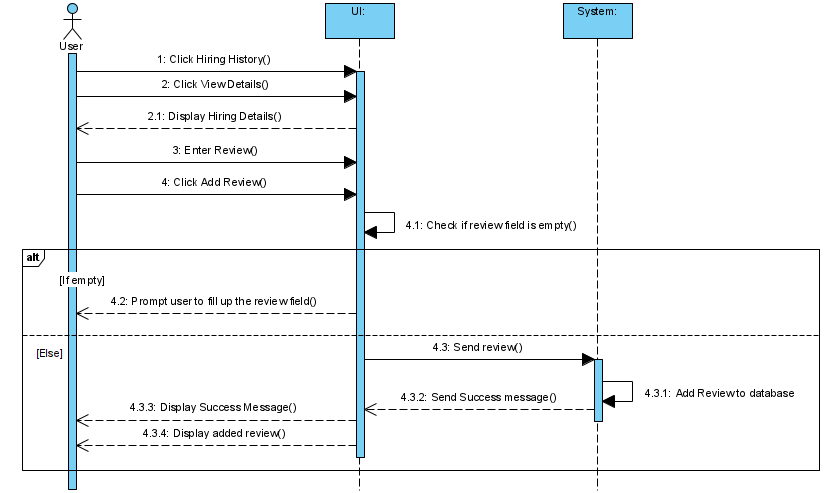 UI:
System:
User
1: Click Hiring History()
2: Click View Details()
2.1: Display Hiring Details()
3: Enter Review()
4: Click Add Review()
4.1: Check if review field is empty()
alt
[If empty]
4.2: Prompt user to fill up the review field()
[Else]
4.3: Send review()
4.3.1: Add Review to database
4.3.2: Send Success message()
4.3.3: Display Success Message()
4.3.4: Display added review()